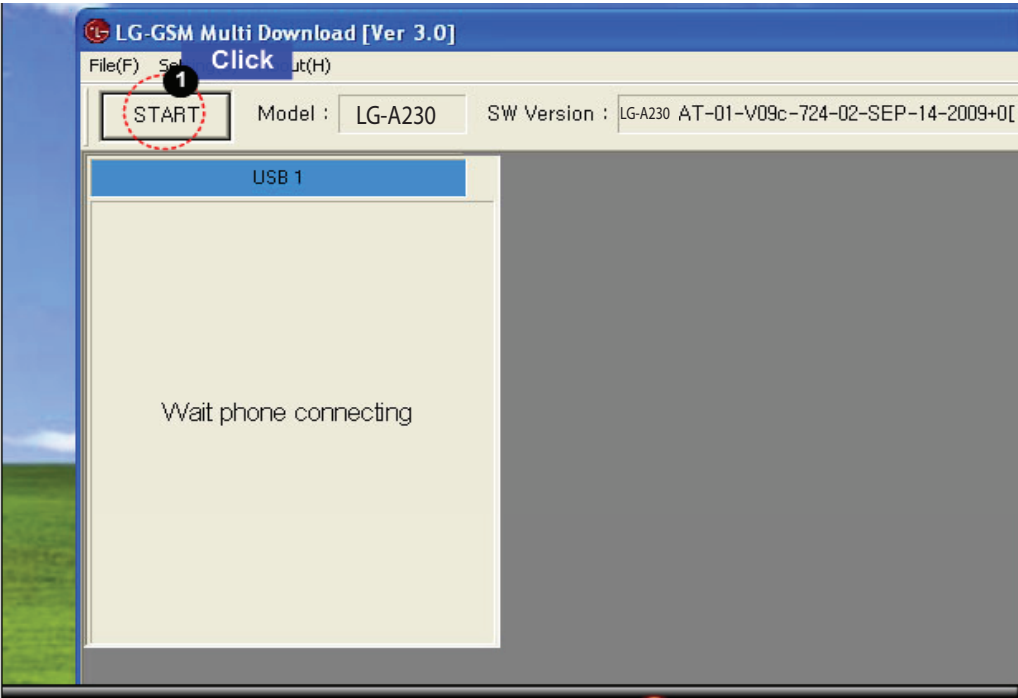 LG-GSM Multi Download [Ver 3.0]
Click
File(F) ut(H)
1
START Model : LG-A230 SW Version : LG-A230 AT-01-V09c-724-02-SEP-14-2009+0[
USB 1
Wait phone connecting